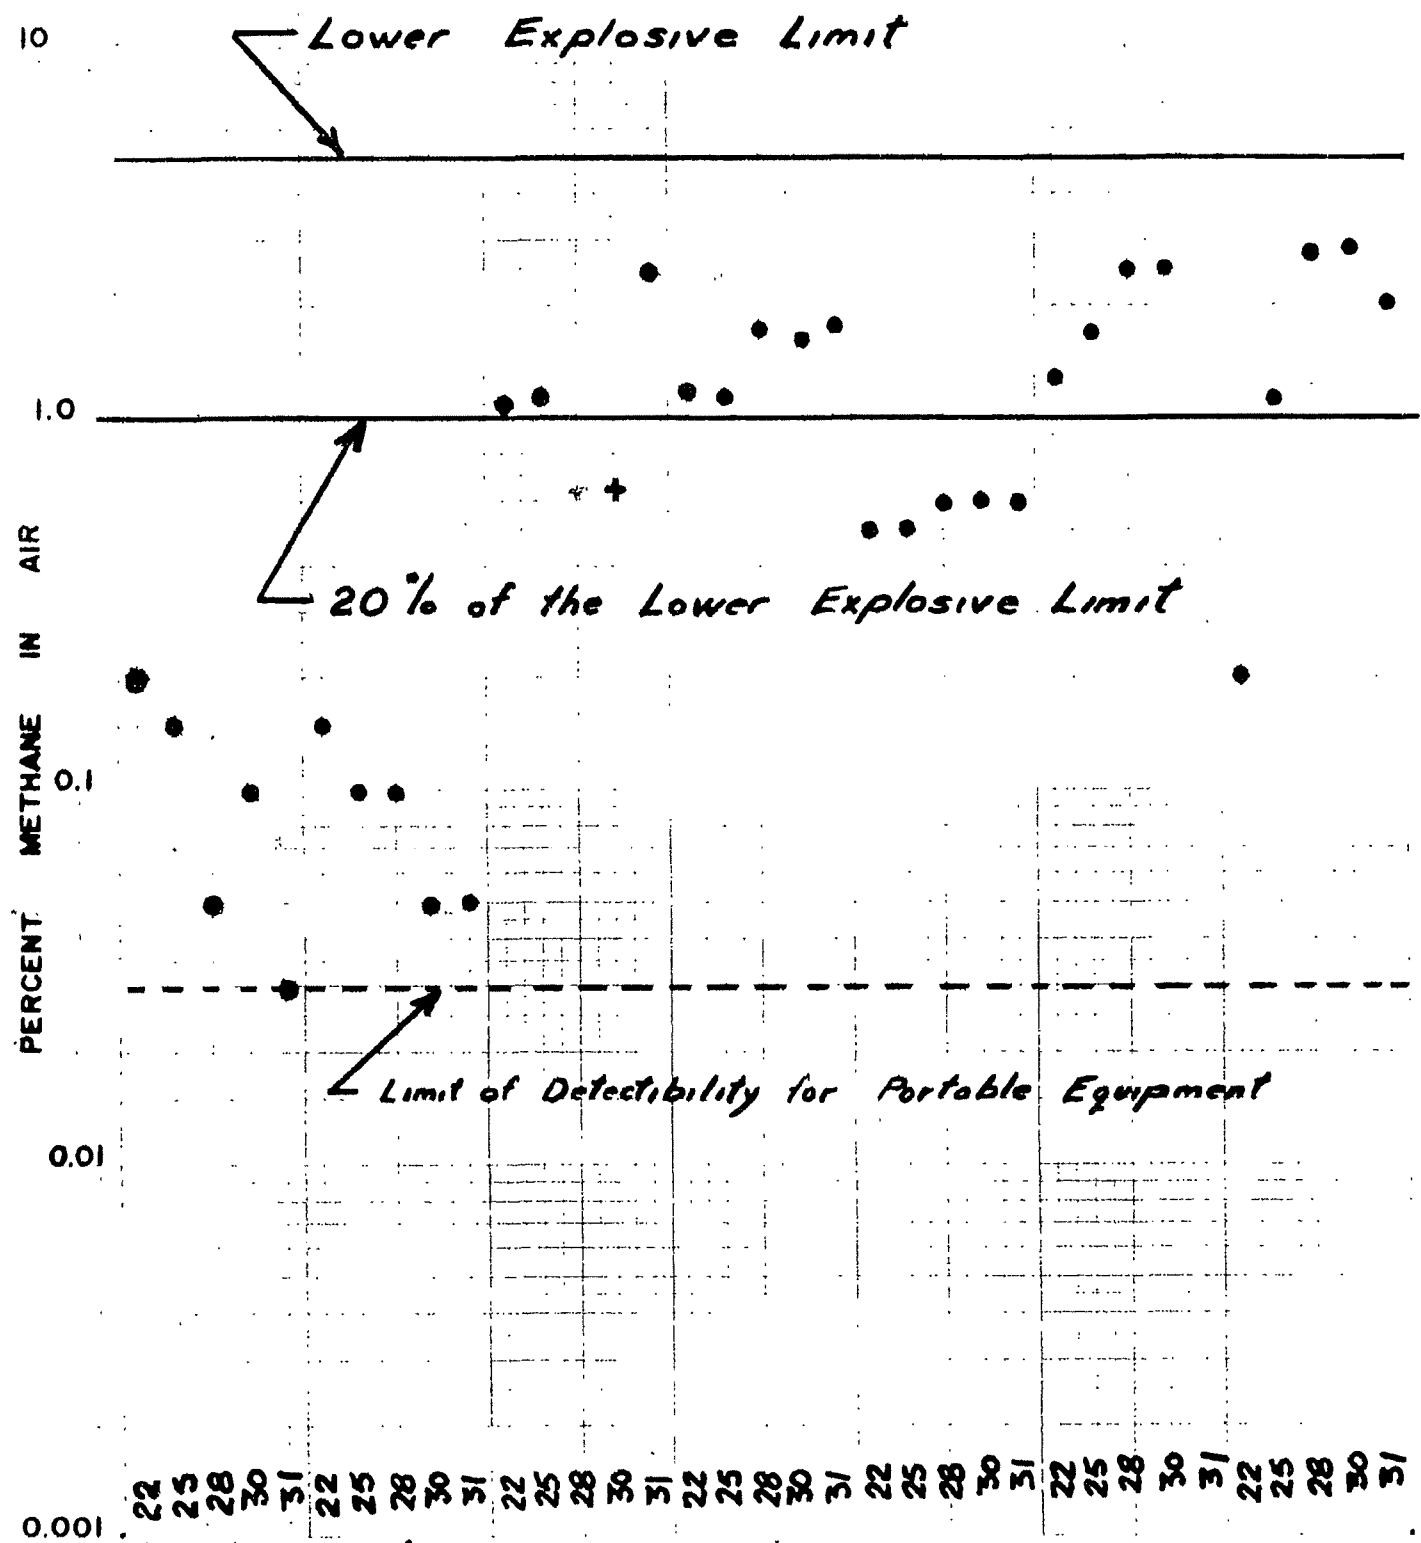 10
Lower Explosive Limit
1.0
20% of the Lower Explosive Limit
PERCENT METHANE IN AIR
0.1
Limit of Detectibility for Portable Equipment
0.01
22 25 28 30 31 22 25 28 30 31 22 25 28 30 31 22 25 28 30 31 22 25 28 30 31 22 25 28 30 31 22 25 28 30 31
0.001